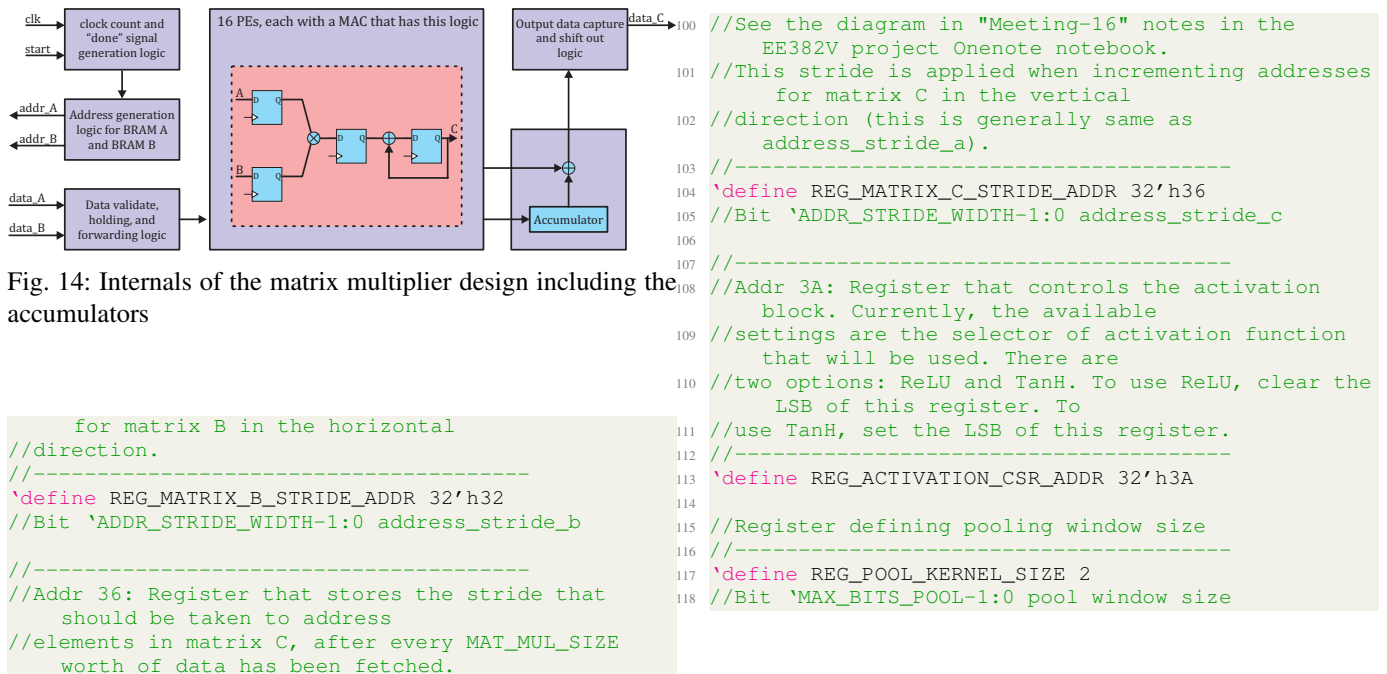 clk
start
clock count and
“done” signal
generation logic
addr_A
addr_B
Address generation
logic for BRAM A
and BRAM B
data_A
data_B
Data validate,
holding, and
forwarding logic
16 PEs, each with a MAC that has this logic
A
D Q
B
D Q
D Q
D Q
C
Output data capture
and shift out
logic
data_C
Accumulator
Fig. 14: Internals of the matrix multiplier design including the
accumulators
for matrix B in the horizontal
//direction.
//---------------------------------------
`define REG_MATRIX_B_STRIDE_ADDR 32'h32
//Bit `ADDR_STRIDE_WIDTH-1:0 address_stride_b
//---------------------------------------
//Addr 36: Register that stores the stride that
should be taken to address
//elements in matrix C, after every MAT_MUL_SIZE
worth of data has been fetched.
100 //See the diagram in "Meeting-16" notes in the
EE382V project Onenote notebook.
101 //This stride is applied when incrementing addresses
for matrix C in the vertical
102 //direction (this is generally same as
address_stride_a).
103 //---------------------------------------
104 `define REG_MATRIX_C_STRIDE_ADDR 32'h36
105 //Bit `ADDR_STRIDE_WIDTH-1:0 address_stride_c
106
107 //---------------------------------------
108 //Addr 3A: Register that controls the activation
block. Currently, the available
109 //settings are the selector of activation function
that will be used. There are
110 //two options: ReLU and TanH. To use ReLU, clear the
LSB of this register. To
111 //use TanH, set the LSB of this register.
112 //---------------------------------------
113 `define REG_ACTIVATION_CSR_ADDR 32'h3A
114
115 //Register defining pooling window size
116 //---------------------------------------
117 `define REG_POOL_KERNEL_SIZE 2
118 //Bit `MAX_BITS_POOL-1:0 pool window size